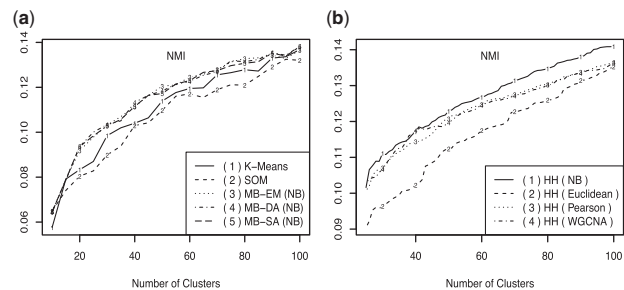 (a)
NMI
0.14
0.12
0.10
0.08
0.06
20 40 60 80 100
Number of Clusters
( 1 ) K−Means
( 2 ) SOM
( 3 ) MB−EM (NB)
( 4 ) MB−DA (NB)
( 5 ) MB−SA (NB)
(b)
NMI
0.14
0.13
0.12
0.11
0.10
0.09
40 60 80 100
Number of Clusters
( 1 ) HH ( NB )
( 2 ) HH (Euclidean )
( 3 ) HH ( Pearson )
( 4 ) HH ( WGCNA )